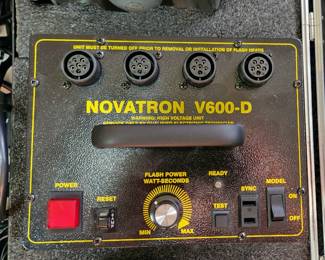 UNIT MUST BE TURNED OFF PRIOR TO REMOVAL OR INSTALLATION OF FLASH HEADS
NOVATRON V600-D
WARNING: HIGH VOLTAGE UNIT
FLASH POWER
WATT-SECONDS
READY
MODEL
POWER
RESET
SYNC
ON
TEST
OFF
MIN
MAX